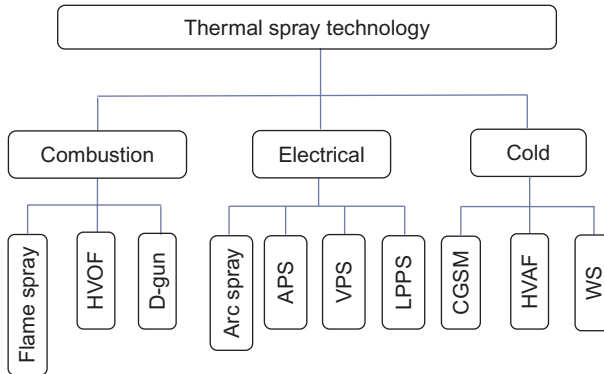 Thermal spray technology
Combustion
Electrical
Cold
Flame spray
HVOF
D-gun
Arc spray
APS
VPS
LPPS
CGSM
HVAF
WS